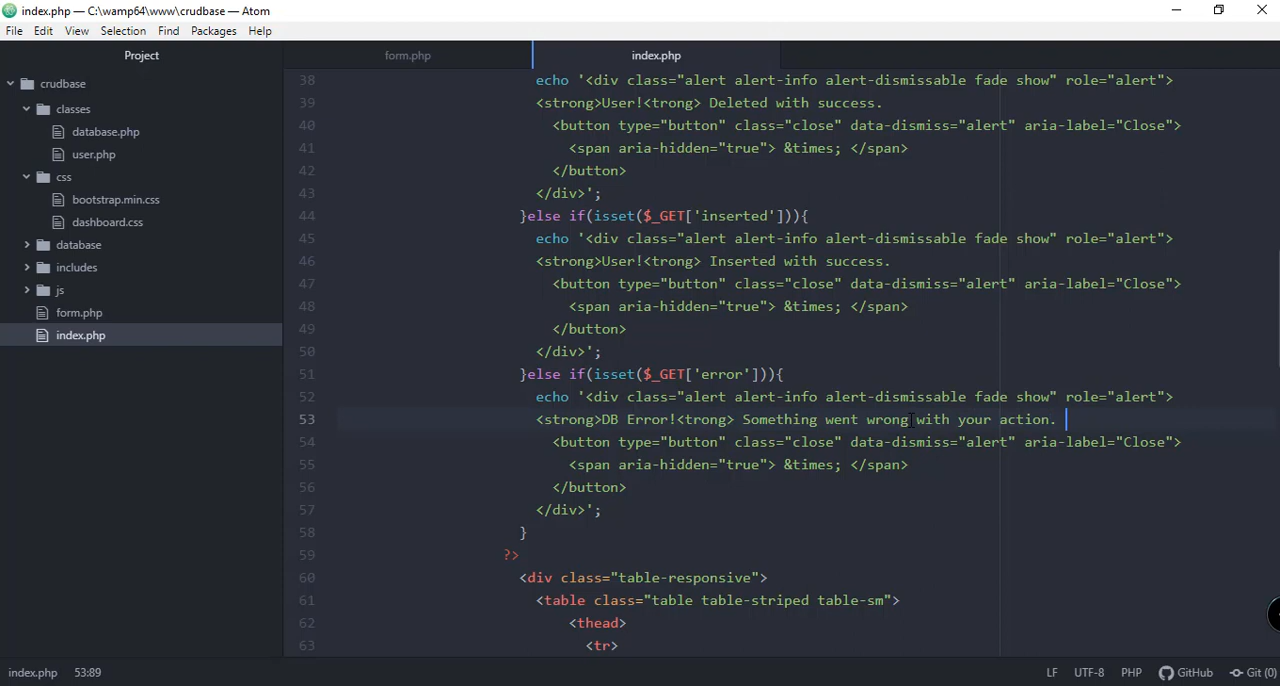 index.php — C:\wamp64\www\crudbase — Atom
File Edit View Selection Find Packages Help
Project
form.php
index.php
crudbase
classes
database.php
user.php
css
bootstrap.min.css
dashboard.css
database
includes
js
form.php
index.php
38 echo '<div class="alert alert-info alert-dismissable fade show" role="alert">
39 <strong>User!<trong> Deleted with success.
40 <button type="button" class="close" data-dismiss="alert" aria-label="Close">
41 <span aria-hidden="true"> &times; </span>
42 </button>
43 </div>';
44 }else if(isset($_GET['inserted'])){
45 echo '<div class="alert alert-info alert-dismissable fade show" role="alert">
46 <strong>User!<trong> Inserted with success.
47 <button type="button" class="close" data-dismiss="alert" aria-label="Close">
48 <span aria-hidden="true"> &times; </span>
49 </button>
50 </div>';
51 }else if(isset($_GET['error'])){
52 echo '<div class="alert alert-info alert-dismissable fade show" role="alert">
53 <strong>DB Error!<trong> Something went wrong with your action.
54 <button type="button" class="close" data-dismiss="alert" aria-label="Close">
55 <span aria-hidden="true"> &times; </span>
56 </button>
57 </div>';
58 }
59 ?>
60 <div class="table-responsive">
61 <table class="table table-striped table-sm">
62 <thead>
63 <tr>
index.php 53:89 LF UTF-8 PHP GitHub Git (0)